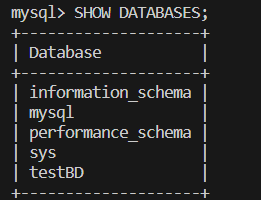 mysql> SHOW DATABASES;
+--------------------+
| Database           |
+--------------------+
| information_schema |
| mysql              |
| performance_schema |
| sys                |
| testBD             |
+--------------------+